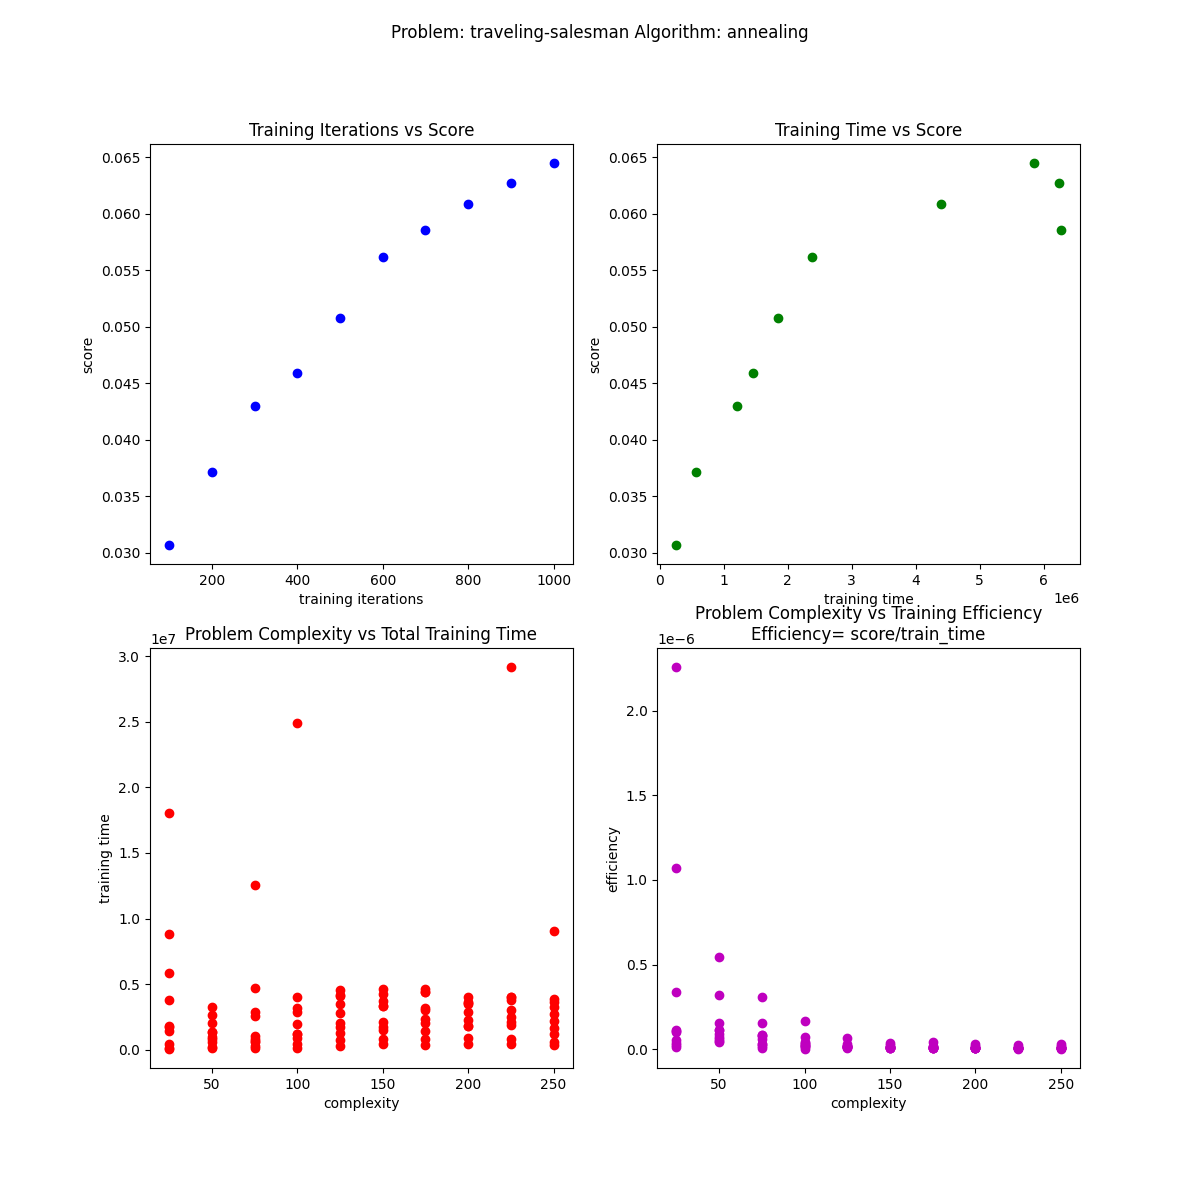 Problem: traveling-salesman Algorithm: annealing
Training Iterations vs Score
0.065
0.060
0.055
0.050
0.045
0.040
0.035
0.030
score
200 400 600 800 1000
training iterations
Training Time vs Score
0.065
0.060
0.055
0.050
0.045
0.040
0.035
0.030
score
0 1 2 3 4 5 6
training time
1e6
1e7
Problem Complexity vs Total Training Time
3.0
2.5
2.0
1.5
1.0
0.5
0.0
training time
50 100 150 200 250
complexity
Problem Complexity vs Training Efficiency
Efficiency= score/train_time
1e−6
2.0
1.5
1.0
0.5
0.0
efficiency
50 100 150 200 250
complexity